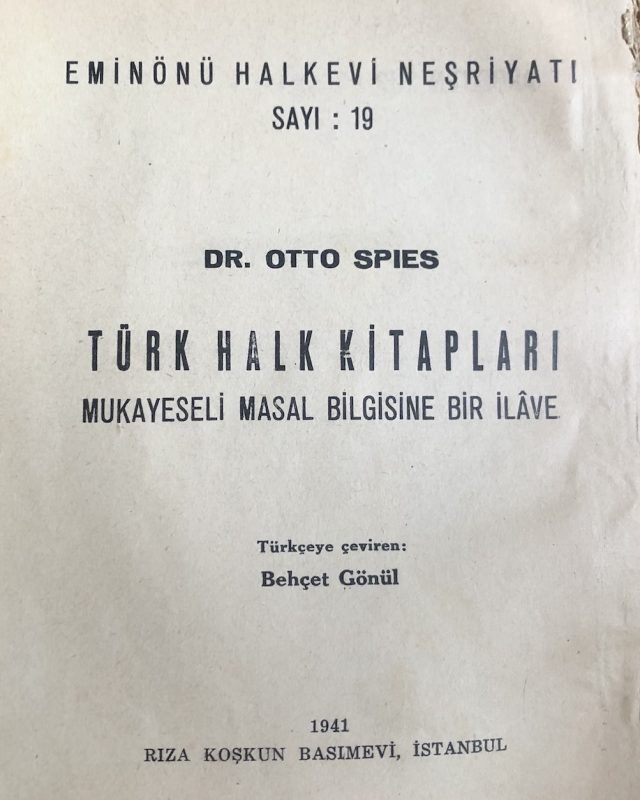 EMİNÖNÜ HALKEVİ NEŞRİYATI
SAYI : 19
DR. OTTO SPIES
TÜRK HALK KİTAPLARI
MUKAYESELİ MASAL BİLGİSİNE BİR İLÂVE
Türkçeye çeviren:
Behçet Gönül
1941
RIZA KOŞKUN BASIMEVİ, İSTANBUL